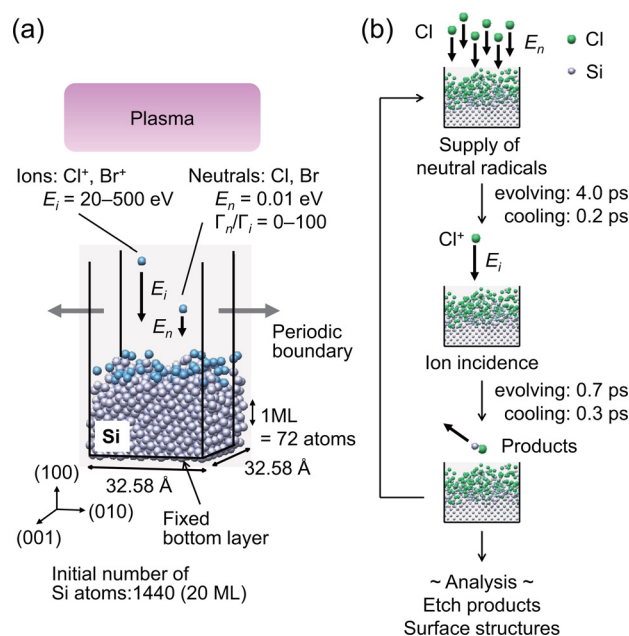 (a)
Plasma
Ions: Cl⁺, Br⁺
Eᵢ = 20–500 eV
Neutrals: Cl, Br
Eₙ = 0.01 eV
Γₙ/Γᵢ = 0–100
Eᵢ
Eₙ
Periodic
boundary
Si
1ML
= 72 atoms
32.58 Å
32.58 Å
(100)
(010)
(001)
Fixed
bottom layer
Initial number of
Si atoms:1440 (20 ML)
(b)
Cl
Eₙ
Cl
Si
Supply of
neutral radicals
evolving: 4.0 ps
cooling: 0.2 ps
Cl⁺
Eᵢ
Ion incidence
evolving: 0.7 ps
cooling: 0.3 ps
Products
~ Analysis ~
Etch products
Surface structures